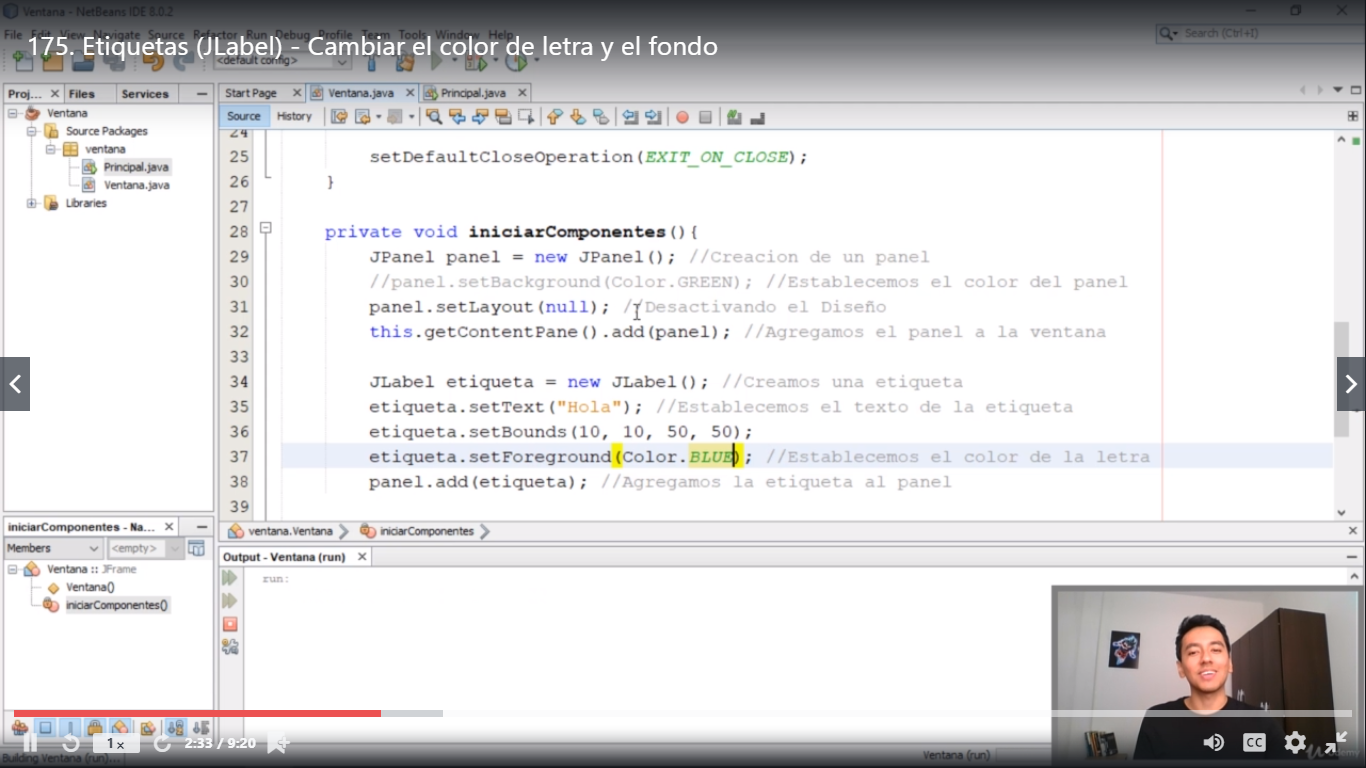 Ventana - NetBeans IDE 8.0.2
File Edit View Navigate Source Refactor Run Debug Profile Team Tools Window Help
175. Etiquetas (JLabel) - Cambiar el color de letra y el fondo
Search (Ctrl+I)
<default config>
Proj... Files Services
Start Page Ventana.java Principal.java
Source History
Ventana
Source Packages
ventana
Principal.java
Ventana.java
Libraries
24
25 setDefaultCloseOperation(EXIT_ON_CLOSE);
26 }
27
28 private void iniciarComponentes(){
29 JPanel panel = new JPanel(); //Creacion de un panel
30 //panel.setBackground(Color.GREEN); //Establecemos el color del panel
31 panel.setLayout(null); //Desactivando el Diseño
32 this.getContentPane().add(panel); //Agregamos el panel a la ventana
33
34 JLabel etiqueta = new JLabel(); //Creamos una etiqueta
35 etiqueta.setText("Hola"); //Establecemos el texto de la etiqueta
36 etiqueta.setBounds(10, 10, 50, 50);
37 etiqueta.setForeground(Color.BLUE); //Establecemos el color de la letra
38 panel.add(etiqueta); //Agregamos la etiqueta al panel
39
ventana.Ventana iniciarComponentes
iniciarComponentes - Na...
Members <empty>
Ventana :: JFrame
Ventana()
iniciarComponentes()
Output - Ventana (run)
run:
1x 2:33 / 9:20
CC
Building Ventana (run)...
Ventana (run)
Udemy